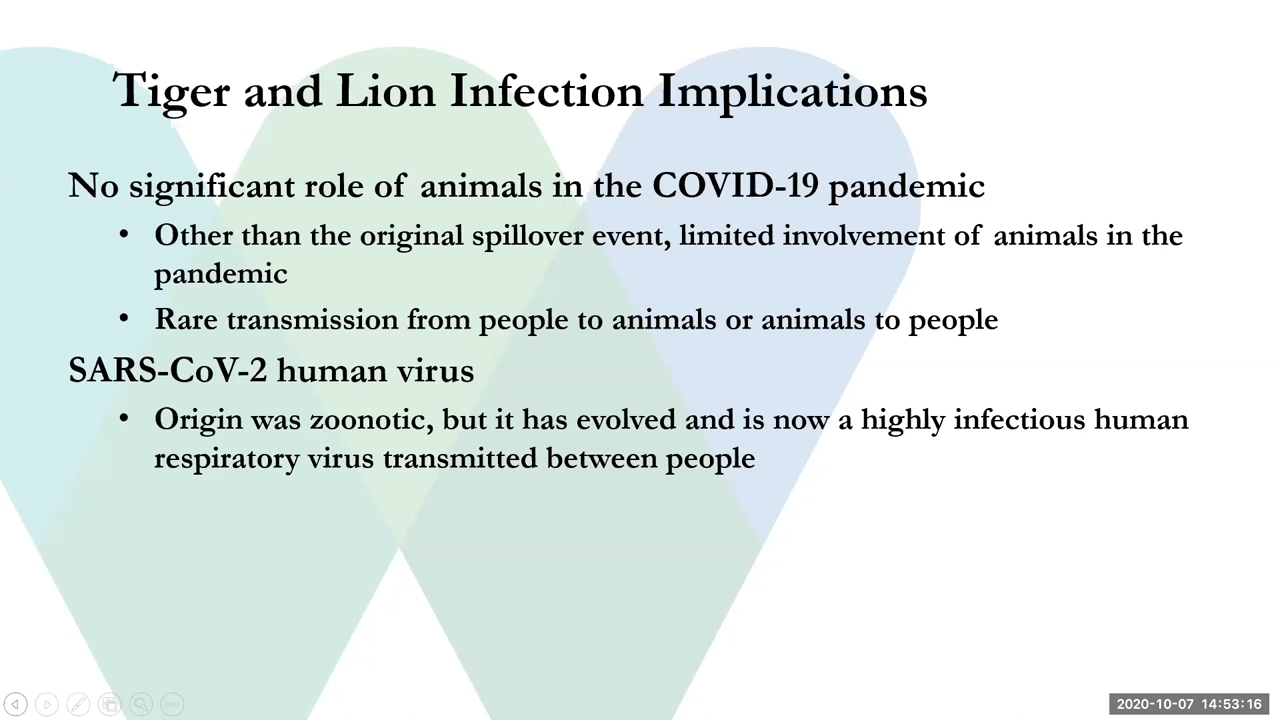 Tiger and Lion Infection Implications
No significant role of animals in the COVID-19 pandemic
• Other than the original spillover event, limited involvement of animals in the
pandemic
• Rare transmission from people to animals or animals to people
SARS-CoV-2 human virus
• Origin was zoonotic, but it has evolved and is now a highly infectious human
respiratory virus transmitted between people
2020-10-07 14:53:16